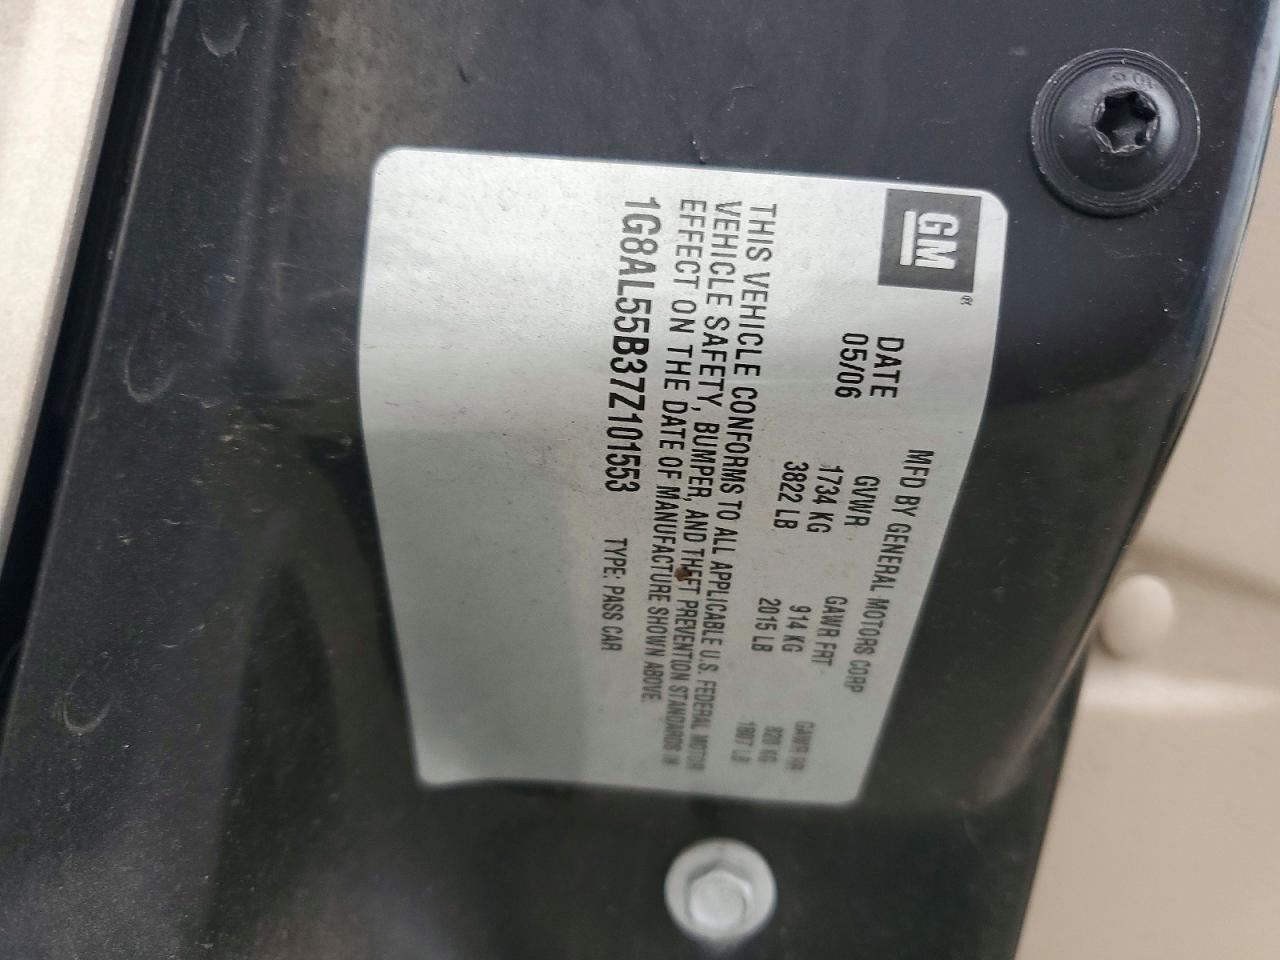 GM®
MFD BY GENERAL MOTORS CORP
DATE GVWR GAWR FRT GAWR RR
05/06 1734 KG 914 KG 820 KG
3822 LB 2015 LB 1807 LB
THIS VEHICLE CONFORMS TO ALL APPLICABLE U.S. FEDERAL MOTOR
VEHICLE SAFETY, BUMPER, AND THEFT PREVENTION STANDARDS IN
EFFECT ON THE DATE OF MANUFACTURE SHOWN ABOVE.
1G8AL55B37Z101553 TYPE: PASS CAR